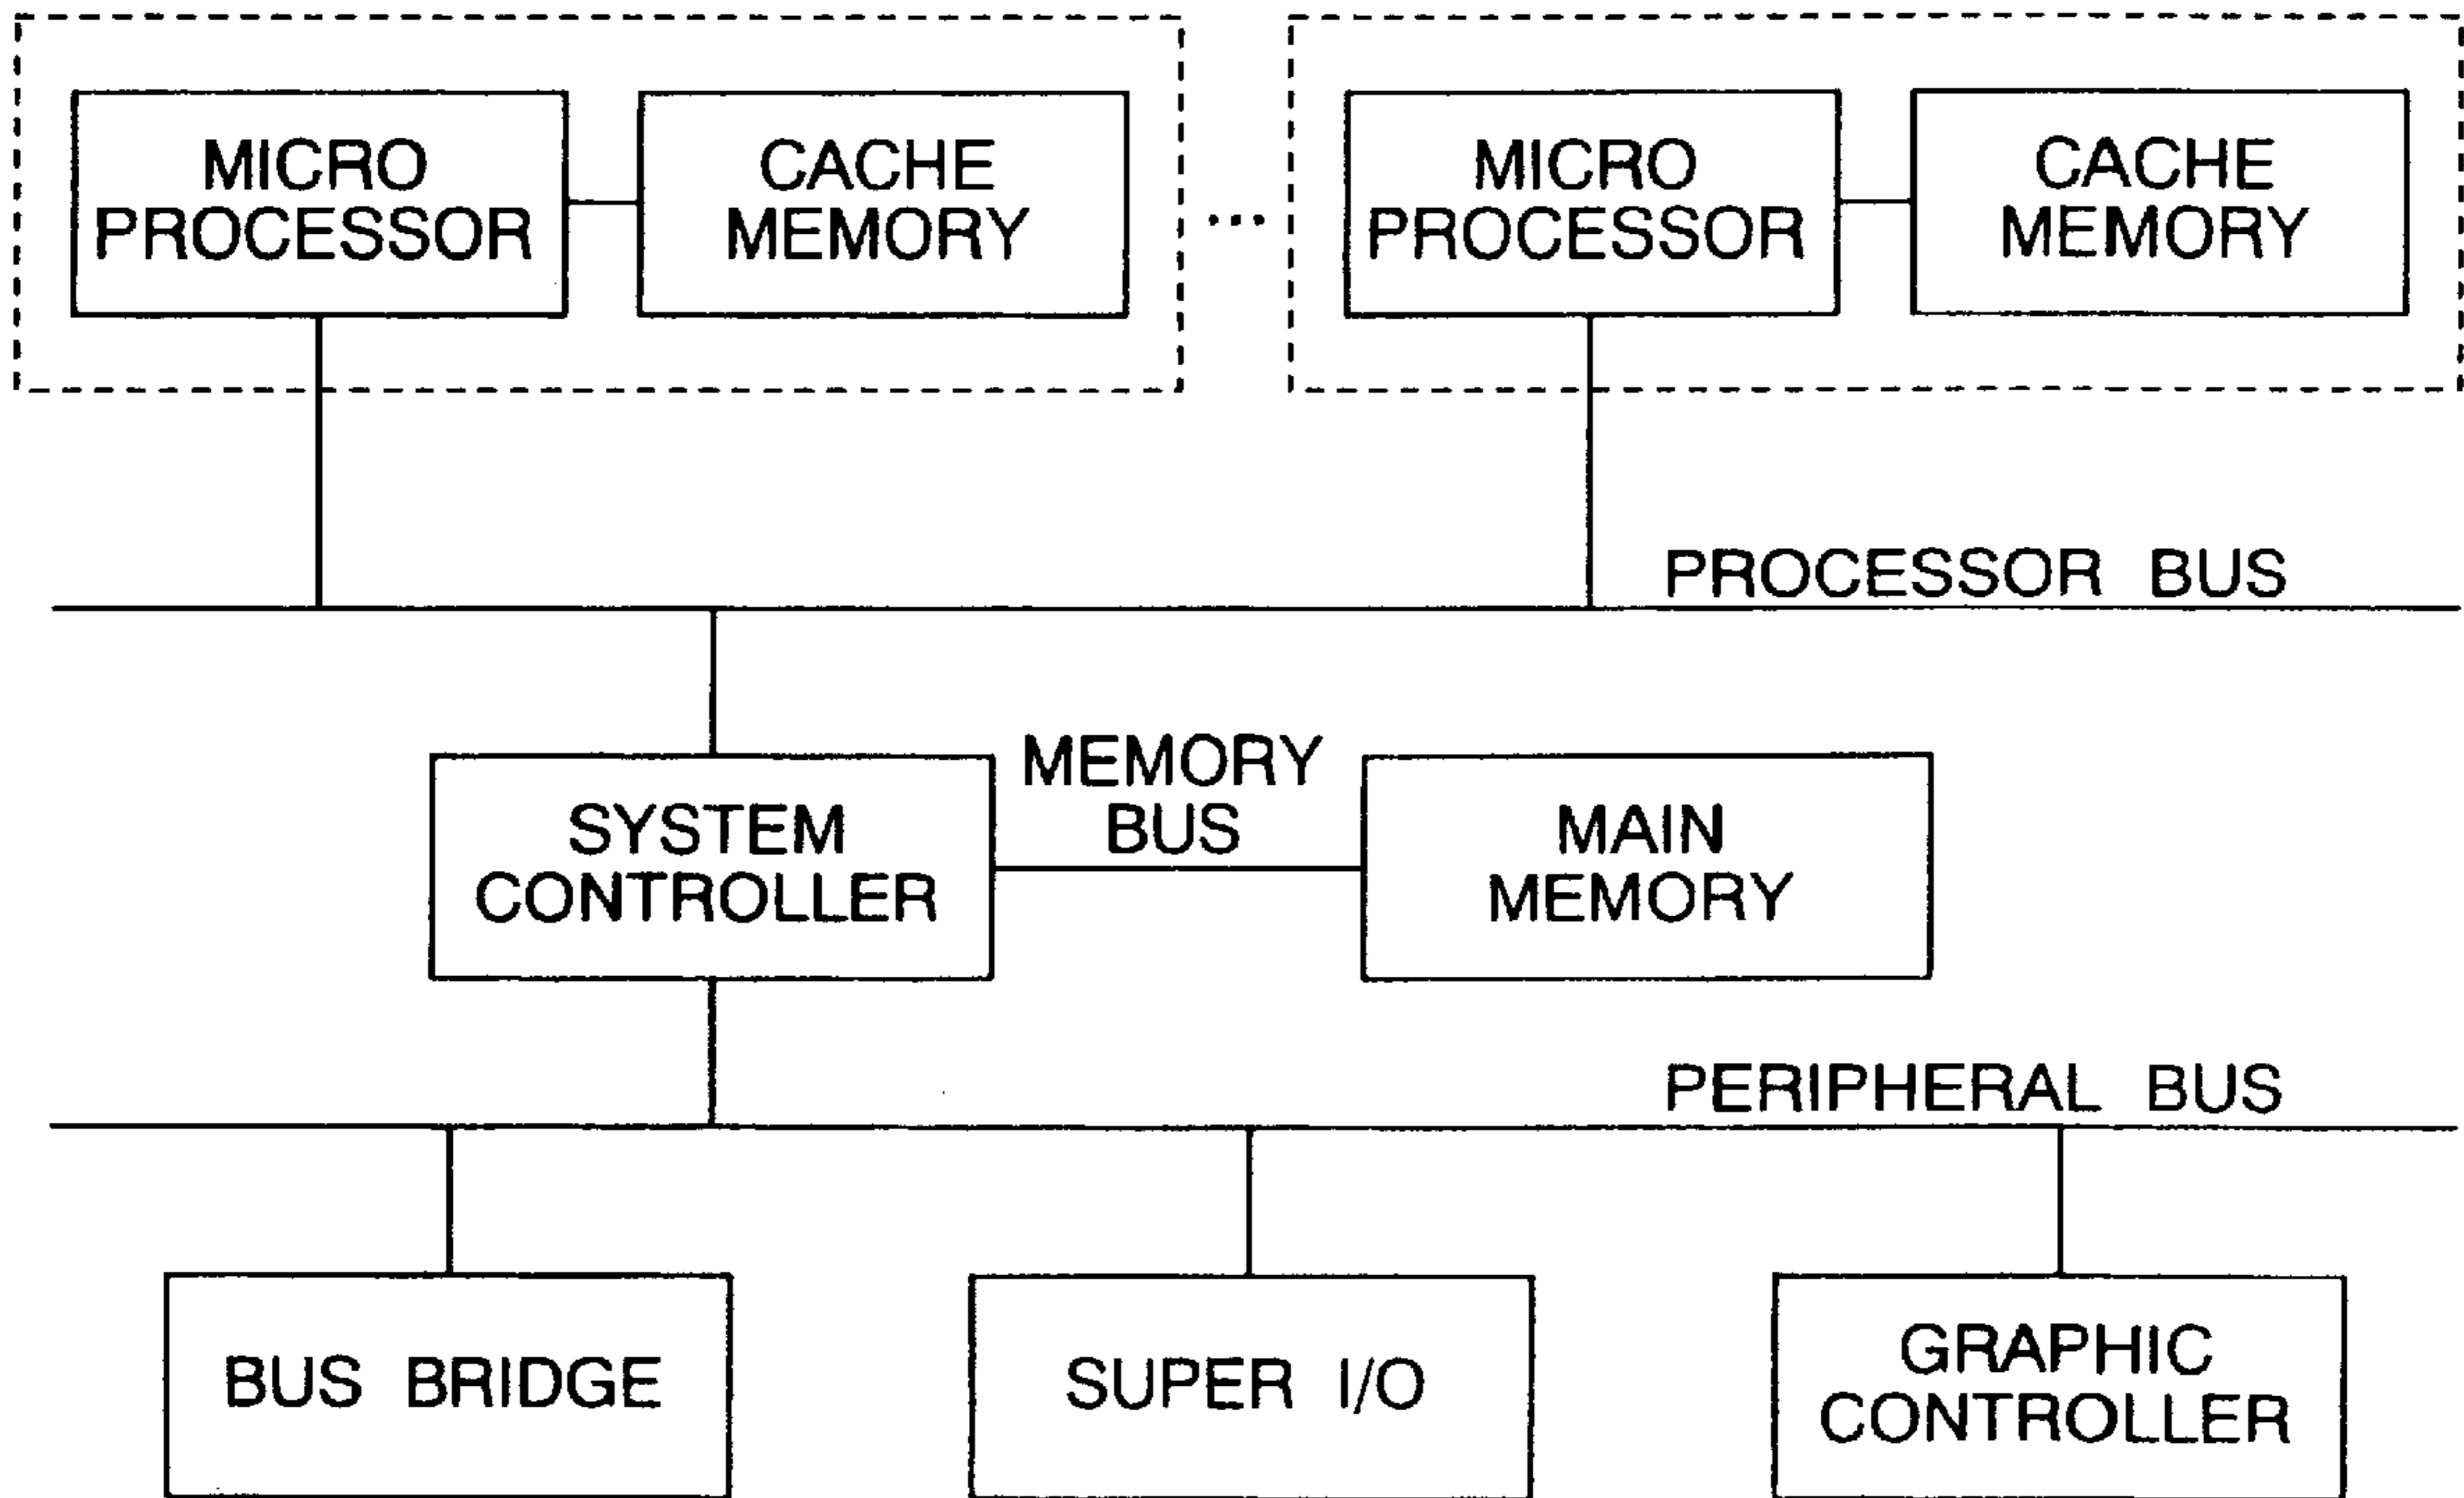 MICRO
PROCESSOR
CACHE
MEMORY
...
MICRO
PROCESSOR
CACHE
MEMORY
PROCESSOR BUS
SYSTEM
CONTROLLER
MEMORY
BUS
MAIN
MEMORY
PERIPHERAL BUS
BUS BRIDGE
SUPER I/O
GRAPHIC
CONTROLLER